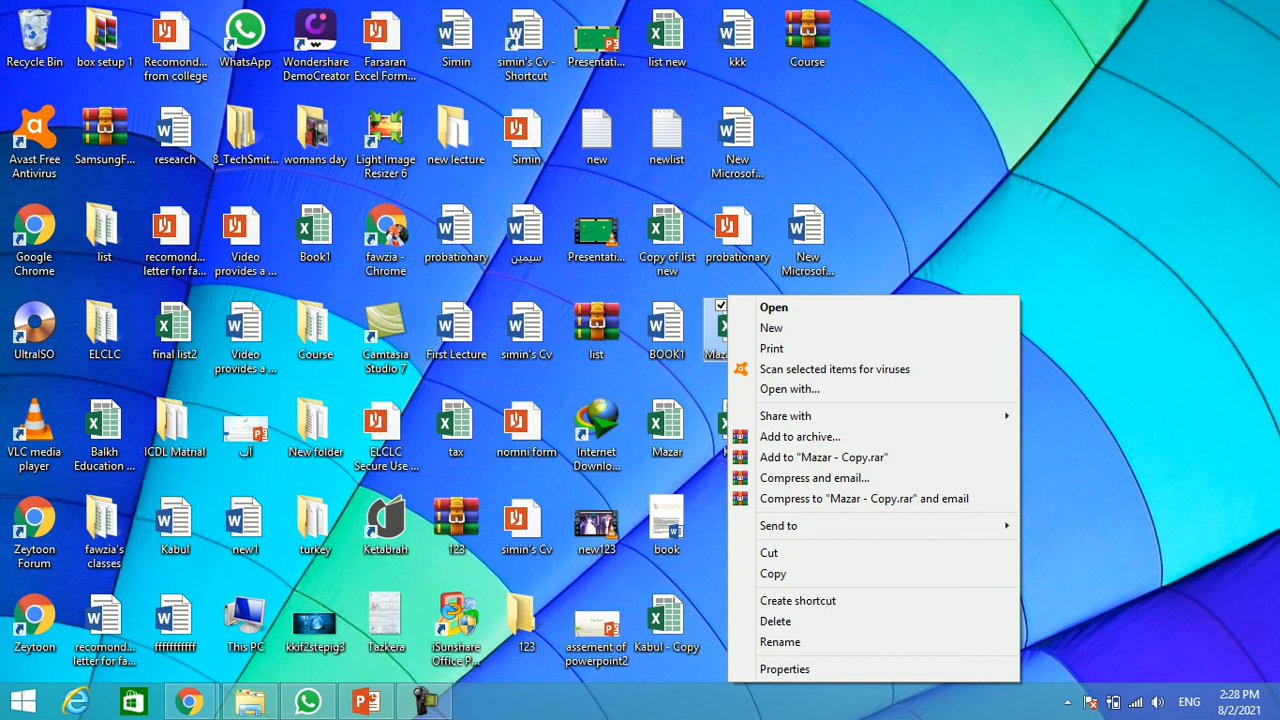 Recycle Bin
box setup 1
Recomond...
from college
WhatsApp
Wondershare
DemoCreator
Farsaran
Excel Form...
Simin
simin's Cv -
Shortcut
Presentati...
list new
kkk
Course
Avast Free
Antivirus
SamsungF...
research
8_TechSmit...
womans day
Light Image
Resizer 6
new lecture
Simin
new
newlist
New
Microsof...
Google
Chrome
list
recomond...
letter for fa...
Video
provides a ...
Book1
fawzia -
Chrome
probationary
سیمین
Presentati...
Copy of list
new
probationary
New
Microsof...
UltraISO
ELCLC
final list2
Video
provides a ...
Course
Camtasia
Studio 7
First Lecture
simin's Cv
list
BOOK1
VLC media
player
Balkh
Education ...
ICDL Matrial
آب
New folder
ELCLC
Secure Use ...
tax
nomni form
Internet
Downlo...
Mazar
Zeytoon
Forum
fawzia's
classes
Kabul
new1
turkey
Ketabrah
123
simin's Cv
new123
book
Zeytoon
recomond...
letter for fa...
fffffffffff
This PC
kkif2stepig3
Tazkera
iSunshare
Office P...
123
assement of
powerpoint2
Kabul - Copy
Open
New
Print
Scan selected items for viruses
Open with...
Share with
Add to archive...
Add to "Mazar - Copy.rar"
Compress and email...
Compress to "Mazar - Copy.rar" and email
Send to
Cut
Copy
Create shortcut
Delete
Rename
Properties
ENG
2:28 PM
8/2/2021